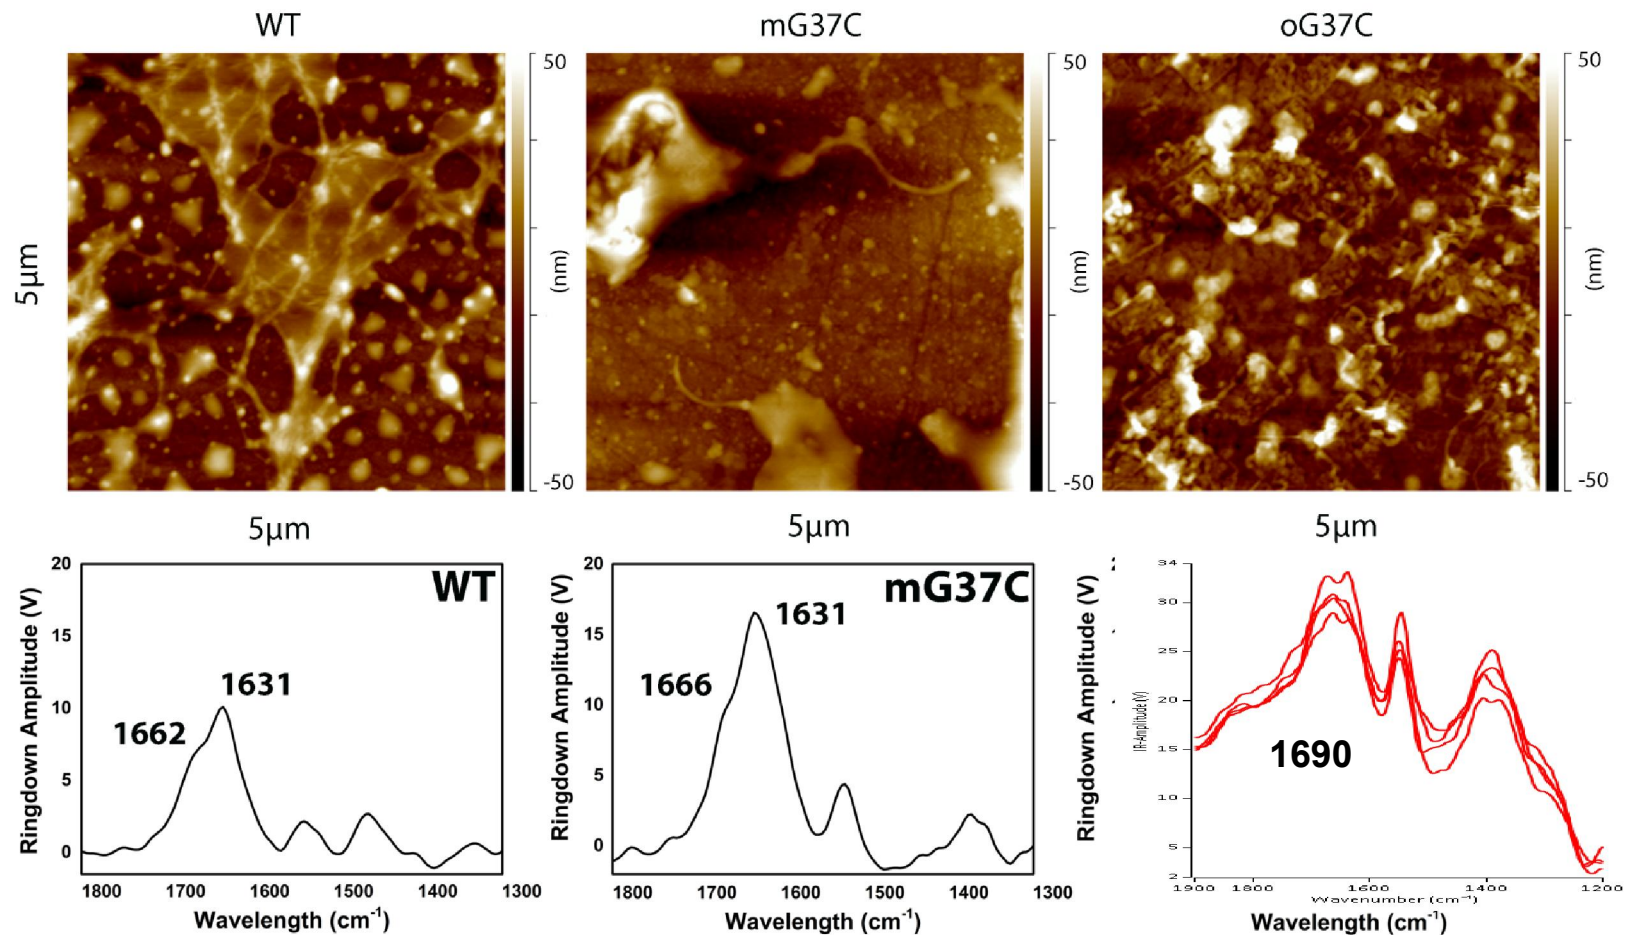 WT
mG37C
oG37C
5μm
50
(nm)
-50
50
(nm)
-50
50
(nm)
-50
5μm
5μm
5μm
Ringdown Amplitude (V)
20
15
10
5
0
WT
1631
1662
1800
1700
1600
1500
1400
1300
Wavelength (cm⁻¹)
Ringdown Amplitude (V)
20
15
10
5
0
mG37C
1631
1666
1800
1700
1600
1500
1400
1300
Wavelength (cm⁻¹)
Ringdown Amplitude (V)
IR-Amplitude (V)
34
30
25
20
15
10
5
2
1690
1900
1800
1600
1400
1200
Wavenumber (cm⁻¹)
Wavelength (cm⁻¹)